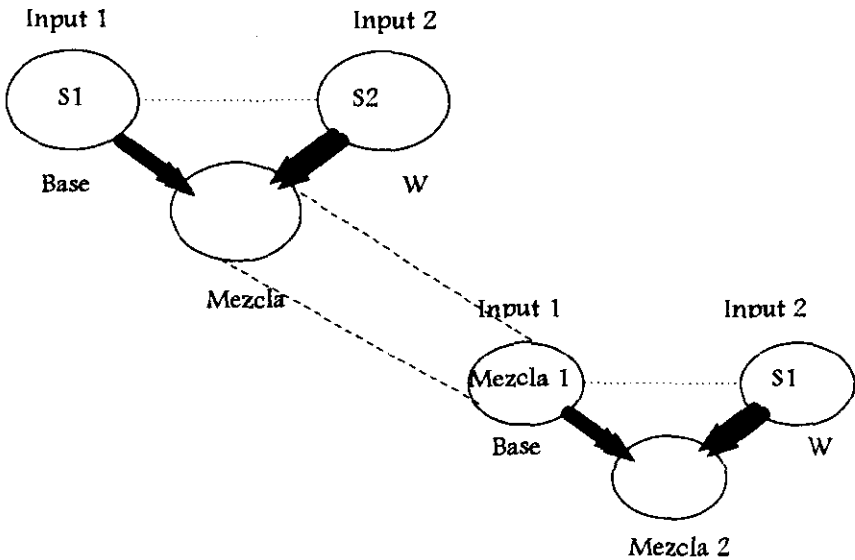 Input 1
Input 2
S1
S2
Base
W
Mezcla
Input 1
Input 2
Mezcla 1
S1
Base
W
Mezcla 2